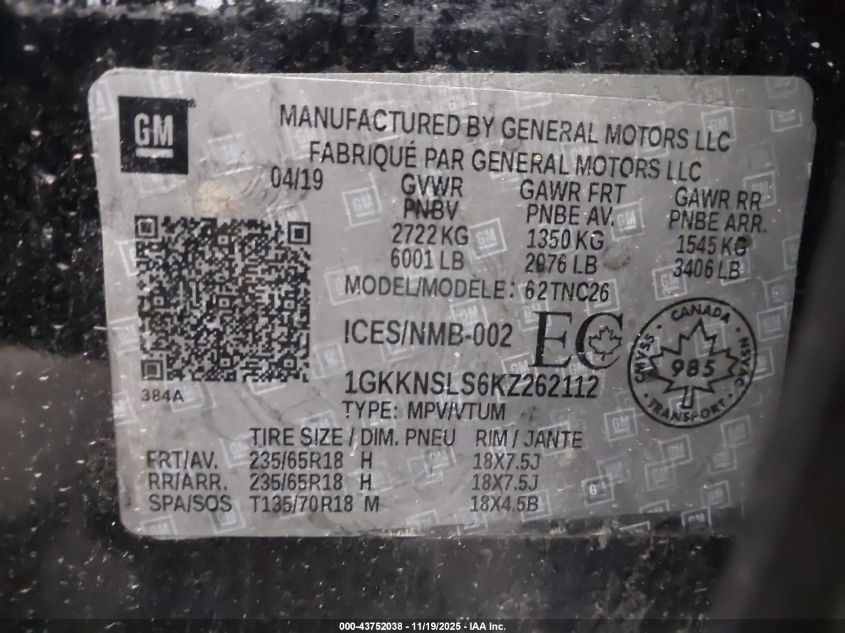 GM
MANUFACTURED BY GENERAL MOTORS LLC
FABRIQUÉ PAR GENERAL MOTORS LLC
04/19 GVWR GAWR FRT GAWR RR
PNBV PNBE AV. PNBE ARR.
2722 KG 1350 KG 1545 KG
6001 LB 2976 LB 3406 LB
MODEL/MODÈLE: 62TNC26
ICES/NMB-002 EC
1GKKNSLS6KZ262112
TYPE: MPV/VTUM
384A
CANADA
CMVSS 985 NSVAC
TRANSPORT
TIRE SIZE / DIM. PNEU RIM / JANTE
FRT/AV. 235/65R18 H 18X7.5J
RR/ARR. 235/65R18 H 18X7.5J
SPA/SOS T135/70R18 M 18X4.5B
000-43752038 - 11/19/2025 - IAA Inc.